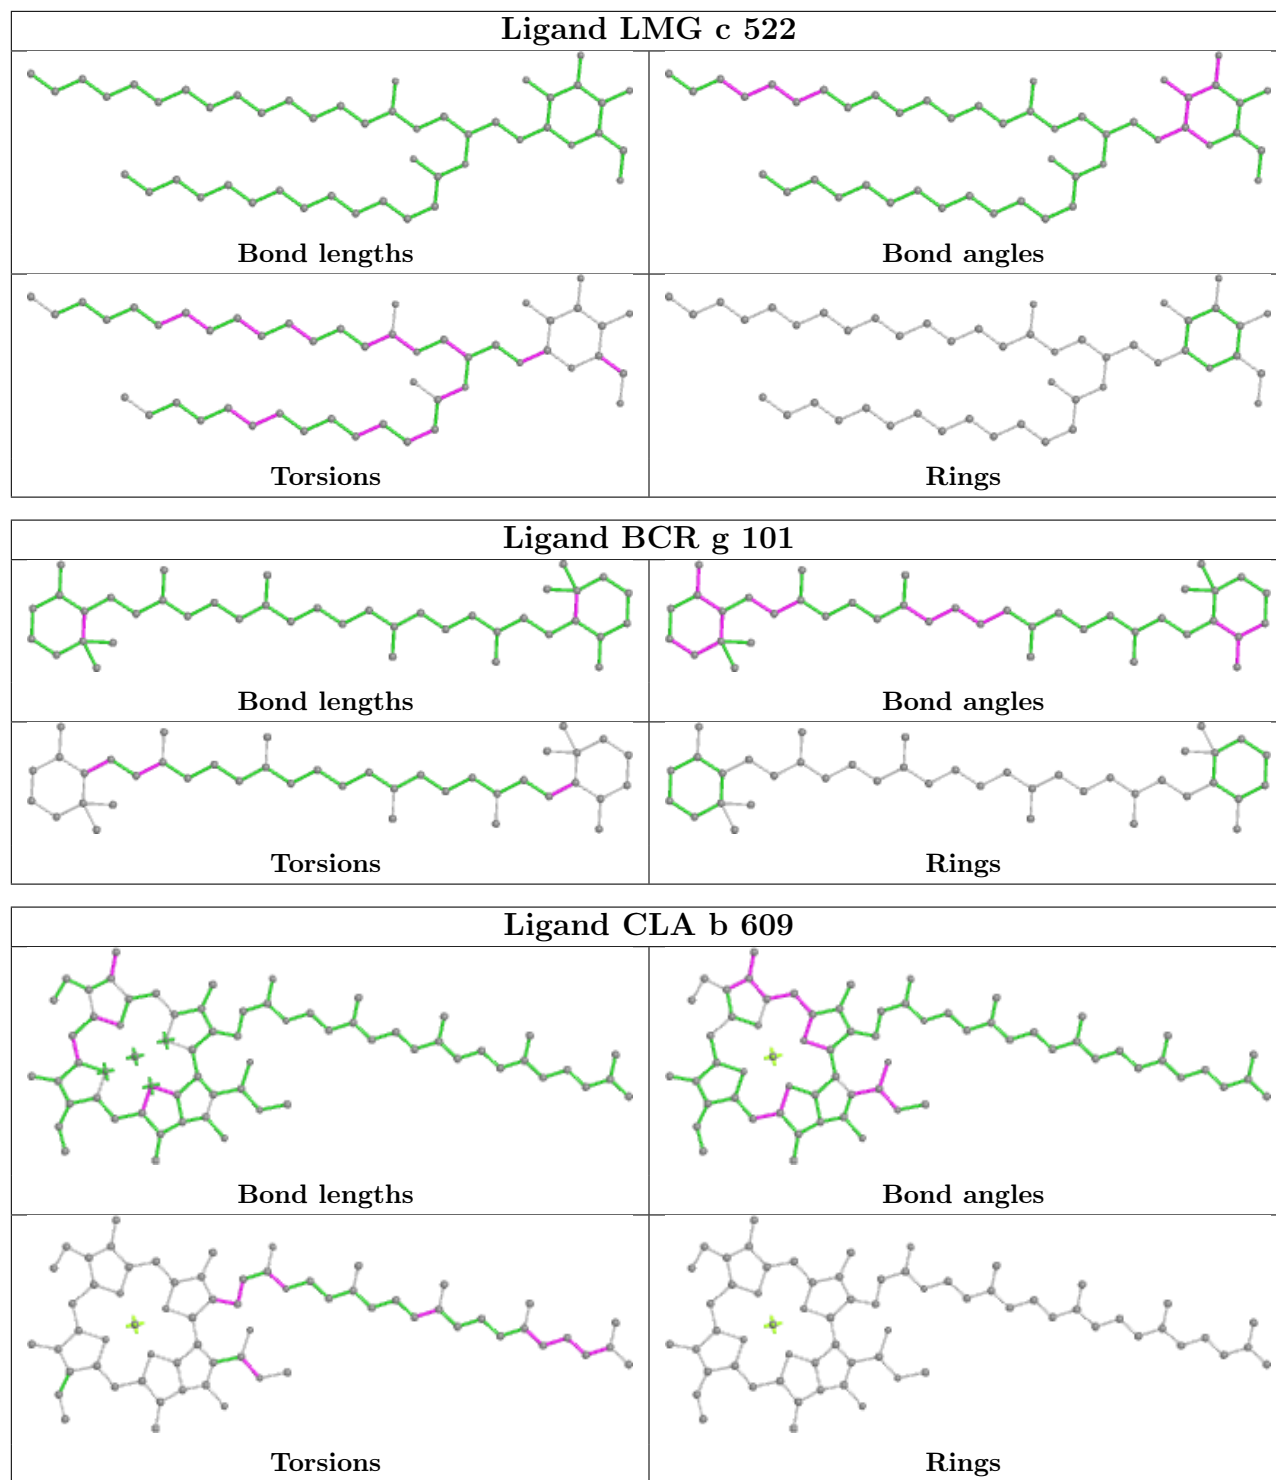 Ligand LMG c 522
Bond lengths
Bond angles
Torsions
Rings
Ligand BCR g 101
Bond lengths
Bond angles
Torsions
Rings
Ligand CLA b 609
Bond lengths
Bond angles
Torsions
Rings